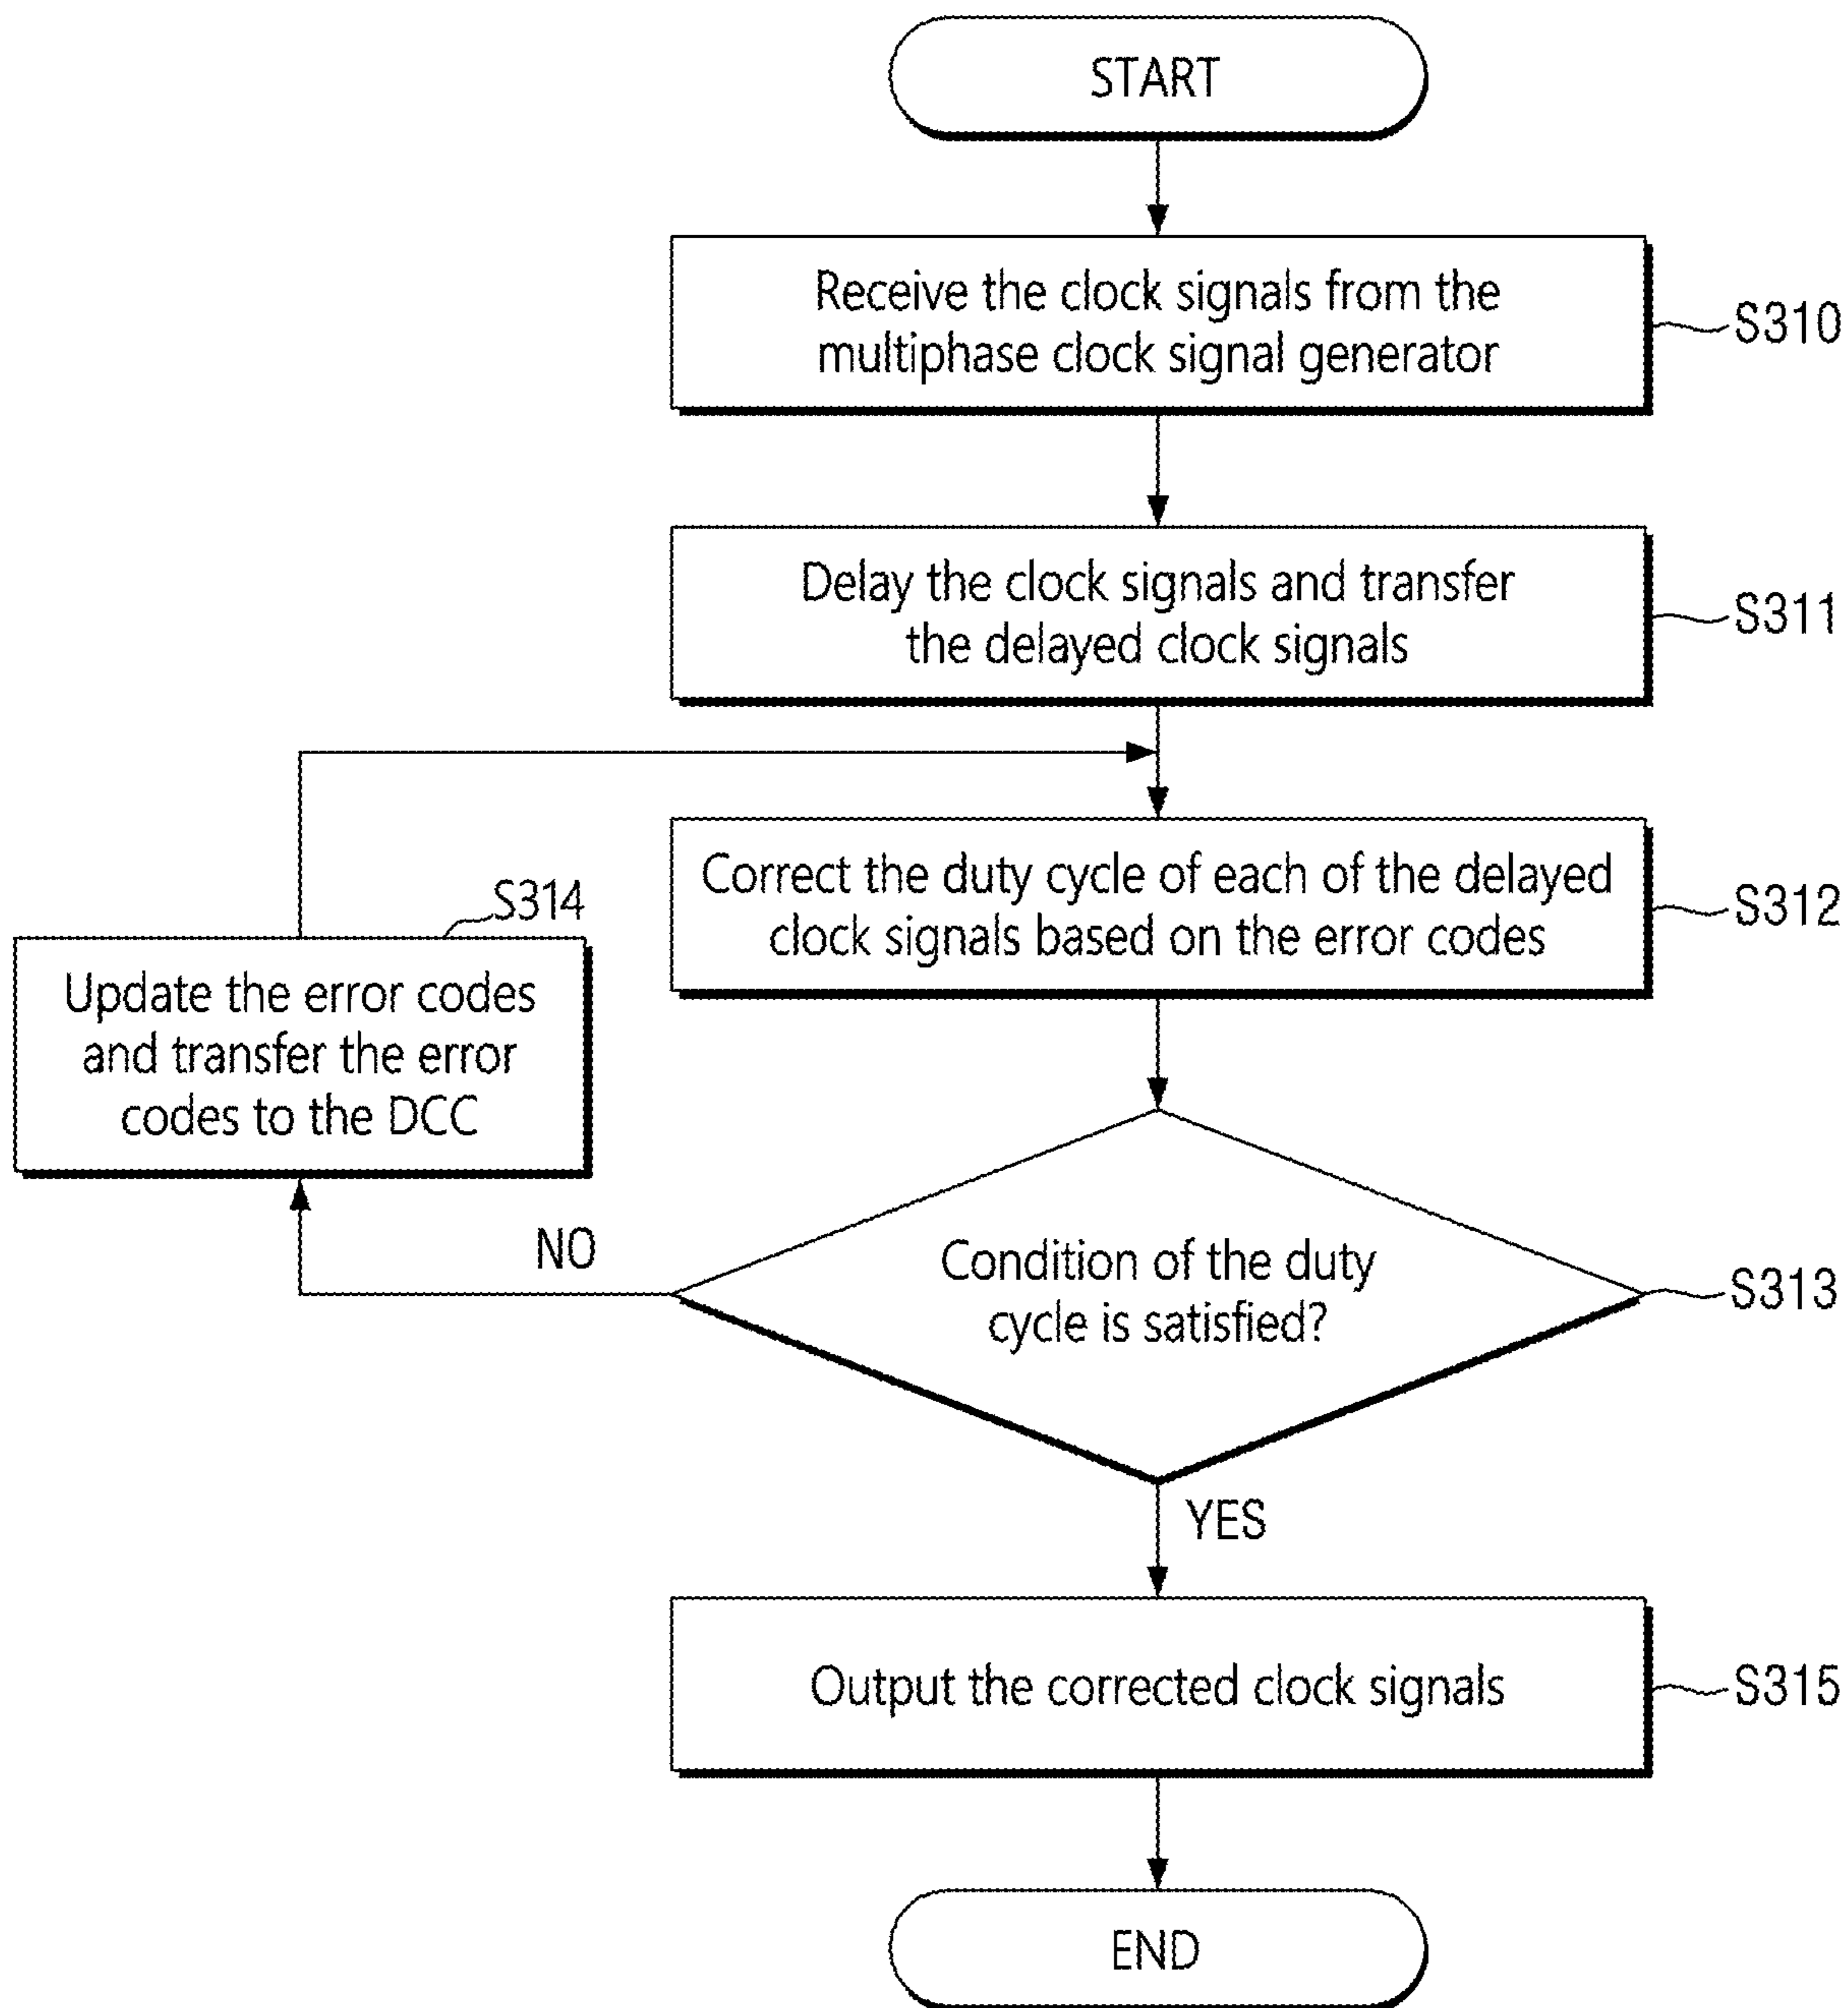 START
Receive the clock signals from the
multiphase clock signal generator
S310
Delay the clock signals and transfer
the delayed clock signals
S311
Correct the duty cycle of each of the delayed
clock signals based on the error codes
S312
S314
Update the error codes
and transfer the error
codes to the DCC
NO
Condition of the duty
cycle is satisfied?
S313
YES
Output the corrected clock signals
S315
END